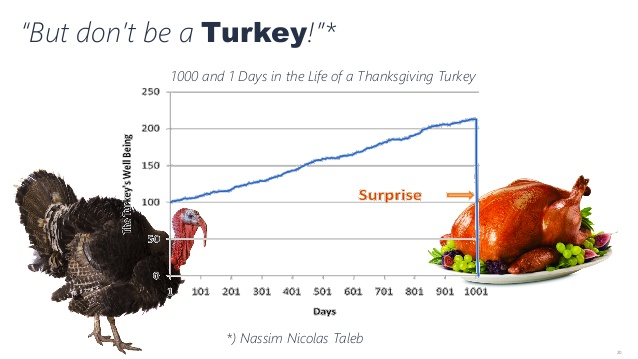 "But don't be a Turkey!"*
1000 and 1 Days in the Life of a Thanksgiving Turkey
250
200
150
100
50
0
The Turkey's Well Being
Surprise
1 101 201 301 401 501 601 701 801 901 1001
Days
*) Nassim Nicolas Taleb